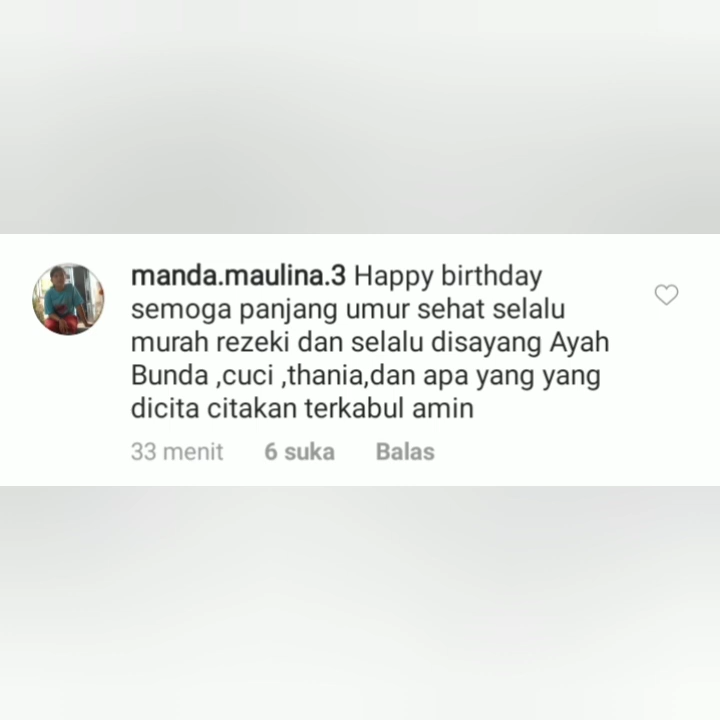 manda.maulina.3 Happy birthday
semoga panjang umur sehat selalu
murah rezeki dan selalu disayang Ayah
Bunda ,cuci ,thania,dan apa yang yang
dicita citakan terkabul amin
33 menit 6 suka Balas